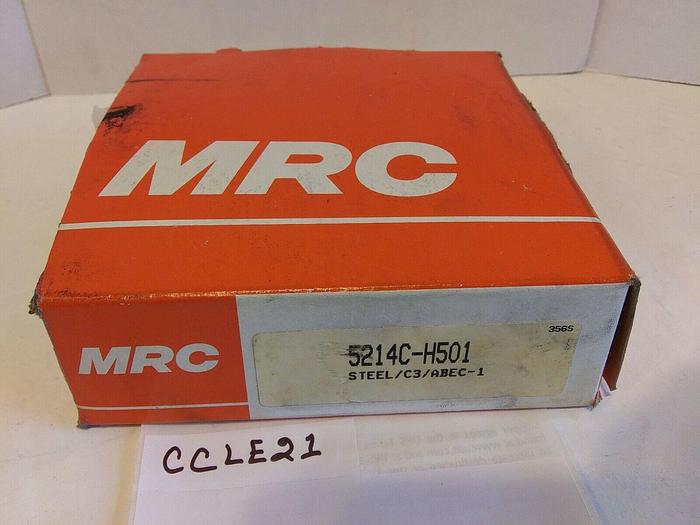 MRC
MRC
356S
5214C-H501
STEEL/C3/ABEC-1
CCLE21